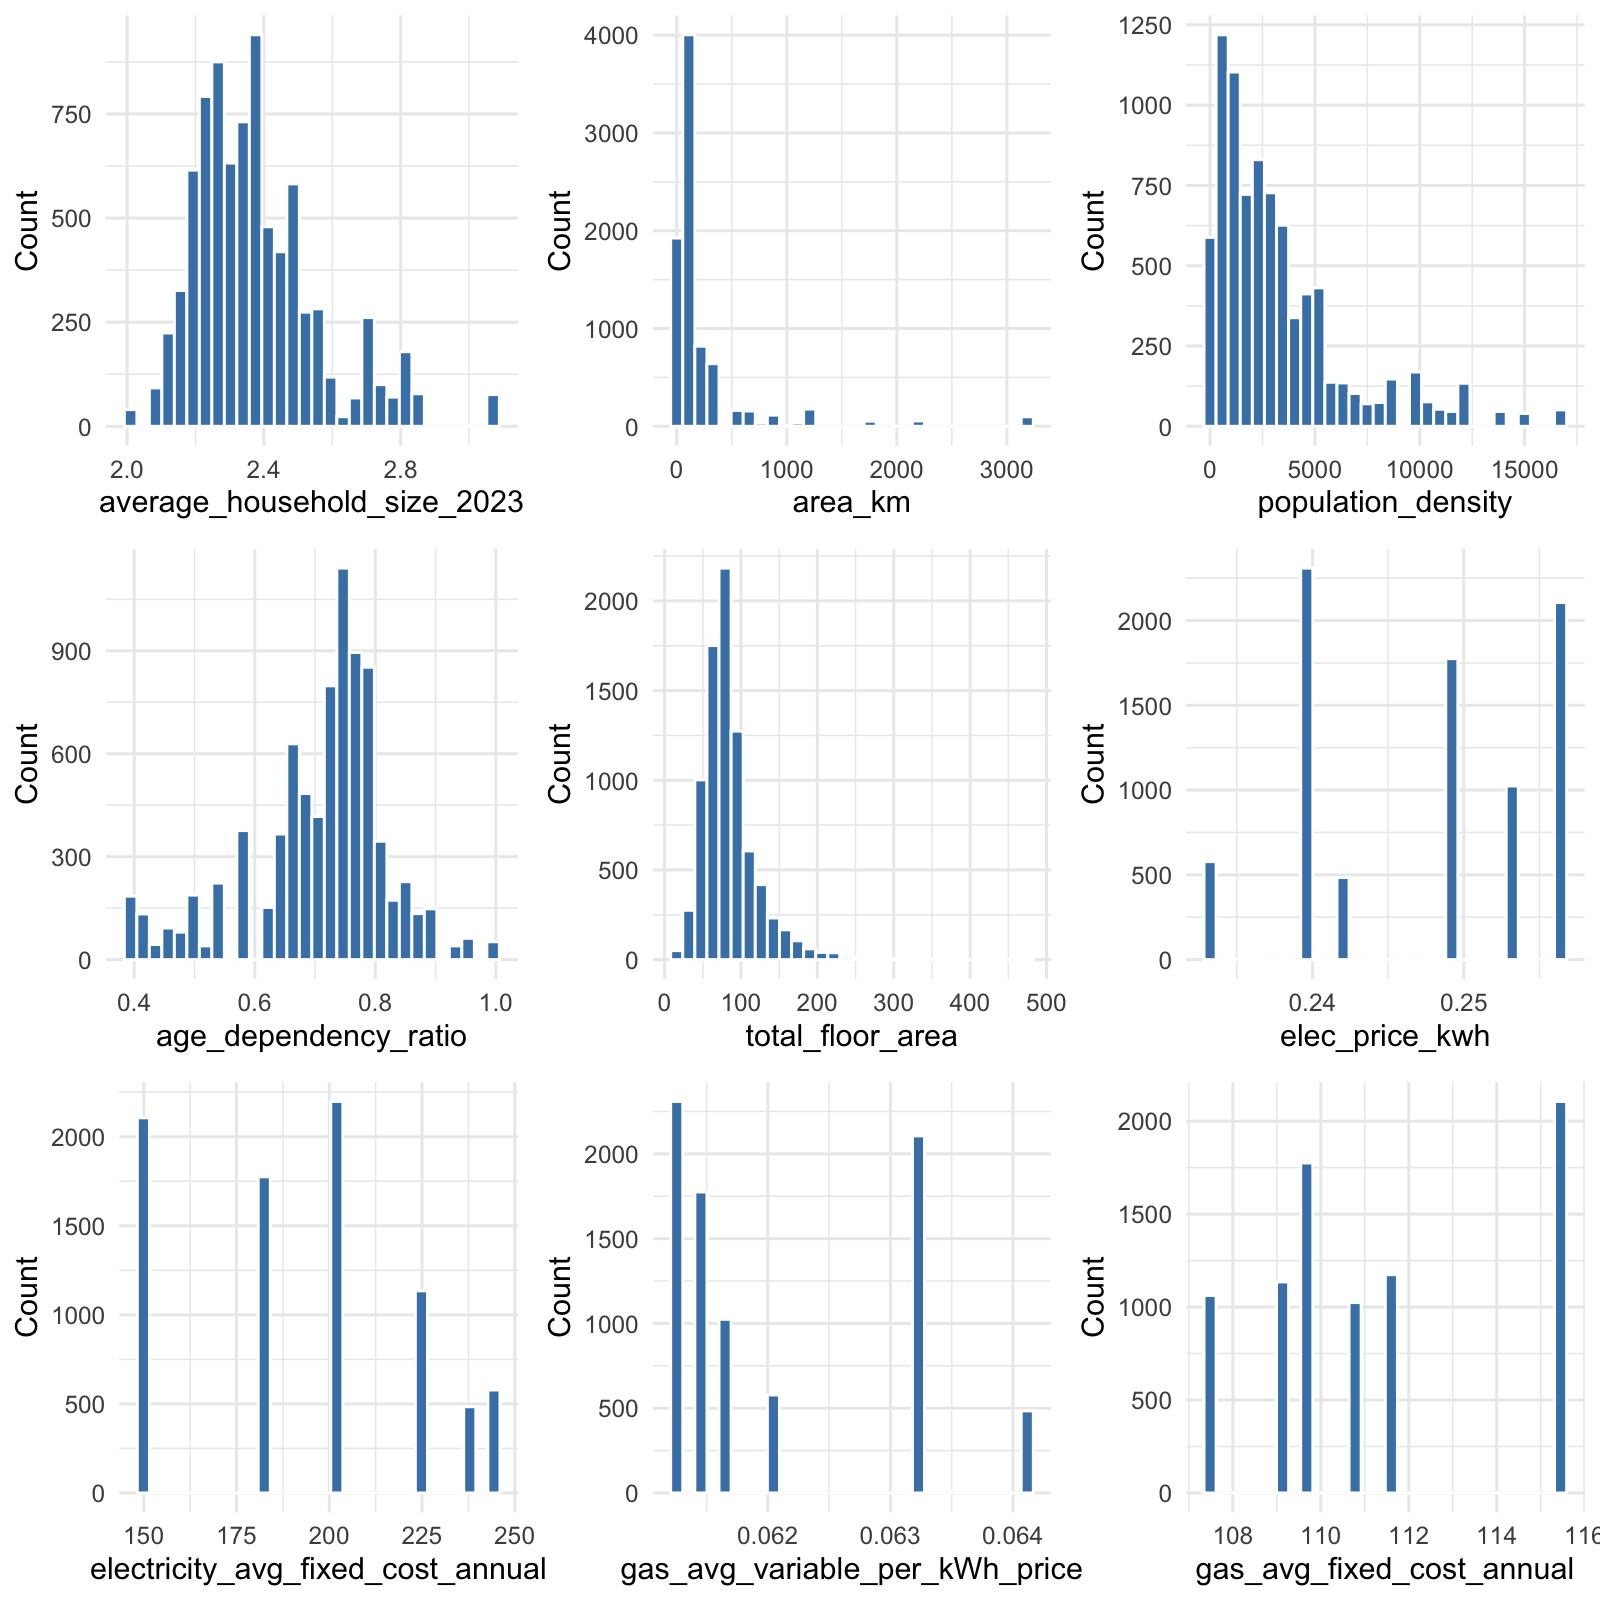 Count
750
500
250
0
2.0 2.4 2.8
average_household_size_2023
Count
4000
3000
2000
1000
0
0 1000 2000 3000
area_km
Count
1250
1000
750
500
250
0
0 5000 10000 15000
population_density
Count
900
600
300
0
0.4 0.6 0.8 1.0
age_dependency_ratio
Count
2000
1500
1000
500
0
0 100 200 300 400 500
total_floor_area
Count
2000
1500
1000
500
0
0.24 0.25
elec_price_kwh
Count
2000
1500
1000
500
0
150 175 200 225 250
electricity_avg_fixed_cost_annual
Count
2000
1500
1000
500
0
0.062 0.063 0.064
gas_avg_variable_per_kWh_price
Count
2000
1500
1000
500
0
108 110 112 114 116
gas_avg_fixed_cost_annual